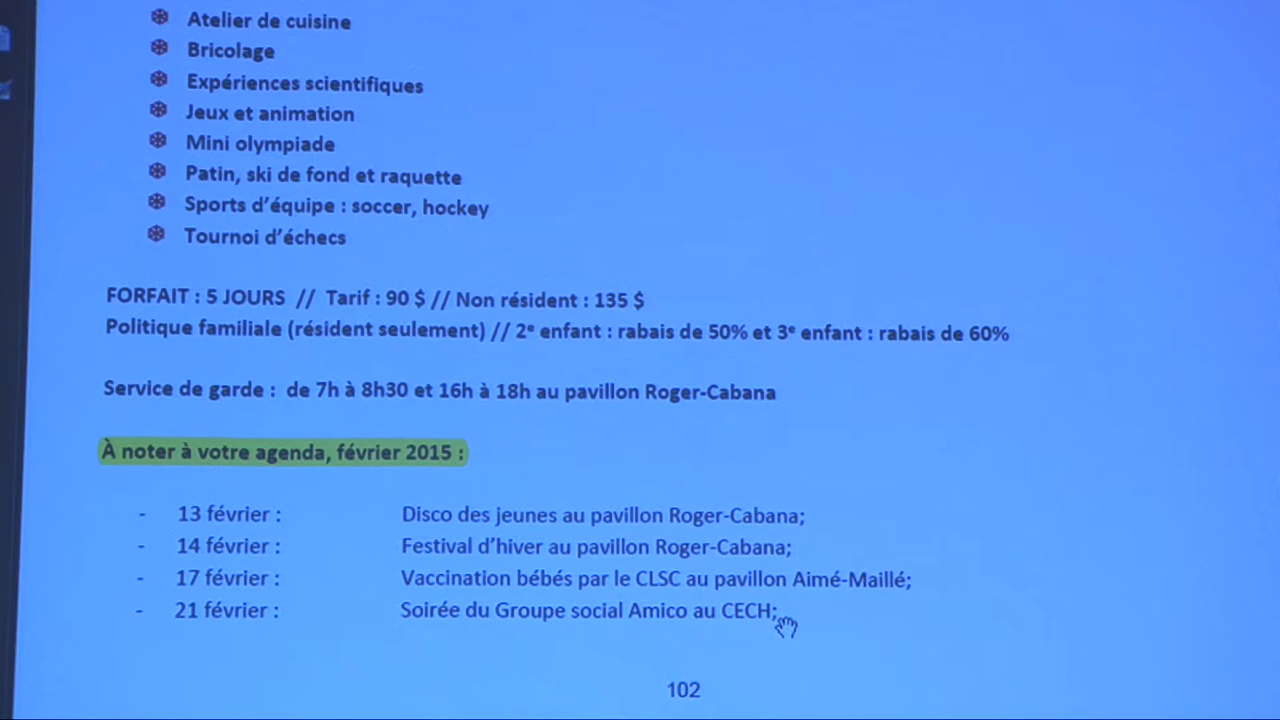 Atelier de cuisine
Bricolage
Expériences scientifiques
Jeux et animation
Mini olympiade
Patin, ski de fond et raquette
Sports d'équipe : soccer, hockey
Tournoi d'échecs
FORFAIT : 5 JOURS // Tarif : 90 $ // Non résident : 135 $
Politique familiale (résident seulement) // 2e enfant : rabais de 50% et 3e enfant : rabais de 60%
Service de garde : de 7h à 8h30 et 16h à 18h au pavillon Roger-Cabana
À noter à votre agenda, février 2015 :
- 13 février : Disco des jeunes au pavillon Roger-Cabana;
- 14 février : Festival d'hiver au pavillon Roger-Cabana;
- 17 février : Vaccination bébés par le CLSC au pavillon Aimé-Maillé;
- 21 février : Soirée du Groupe social Amico au CECH;
102